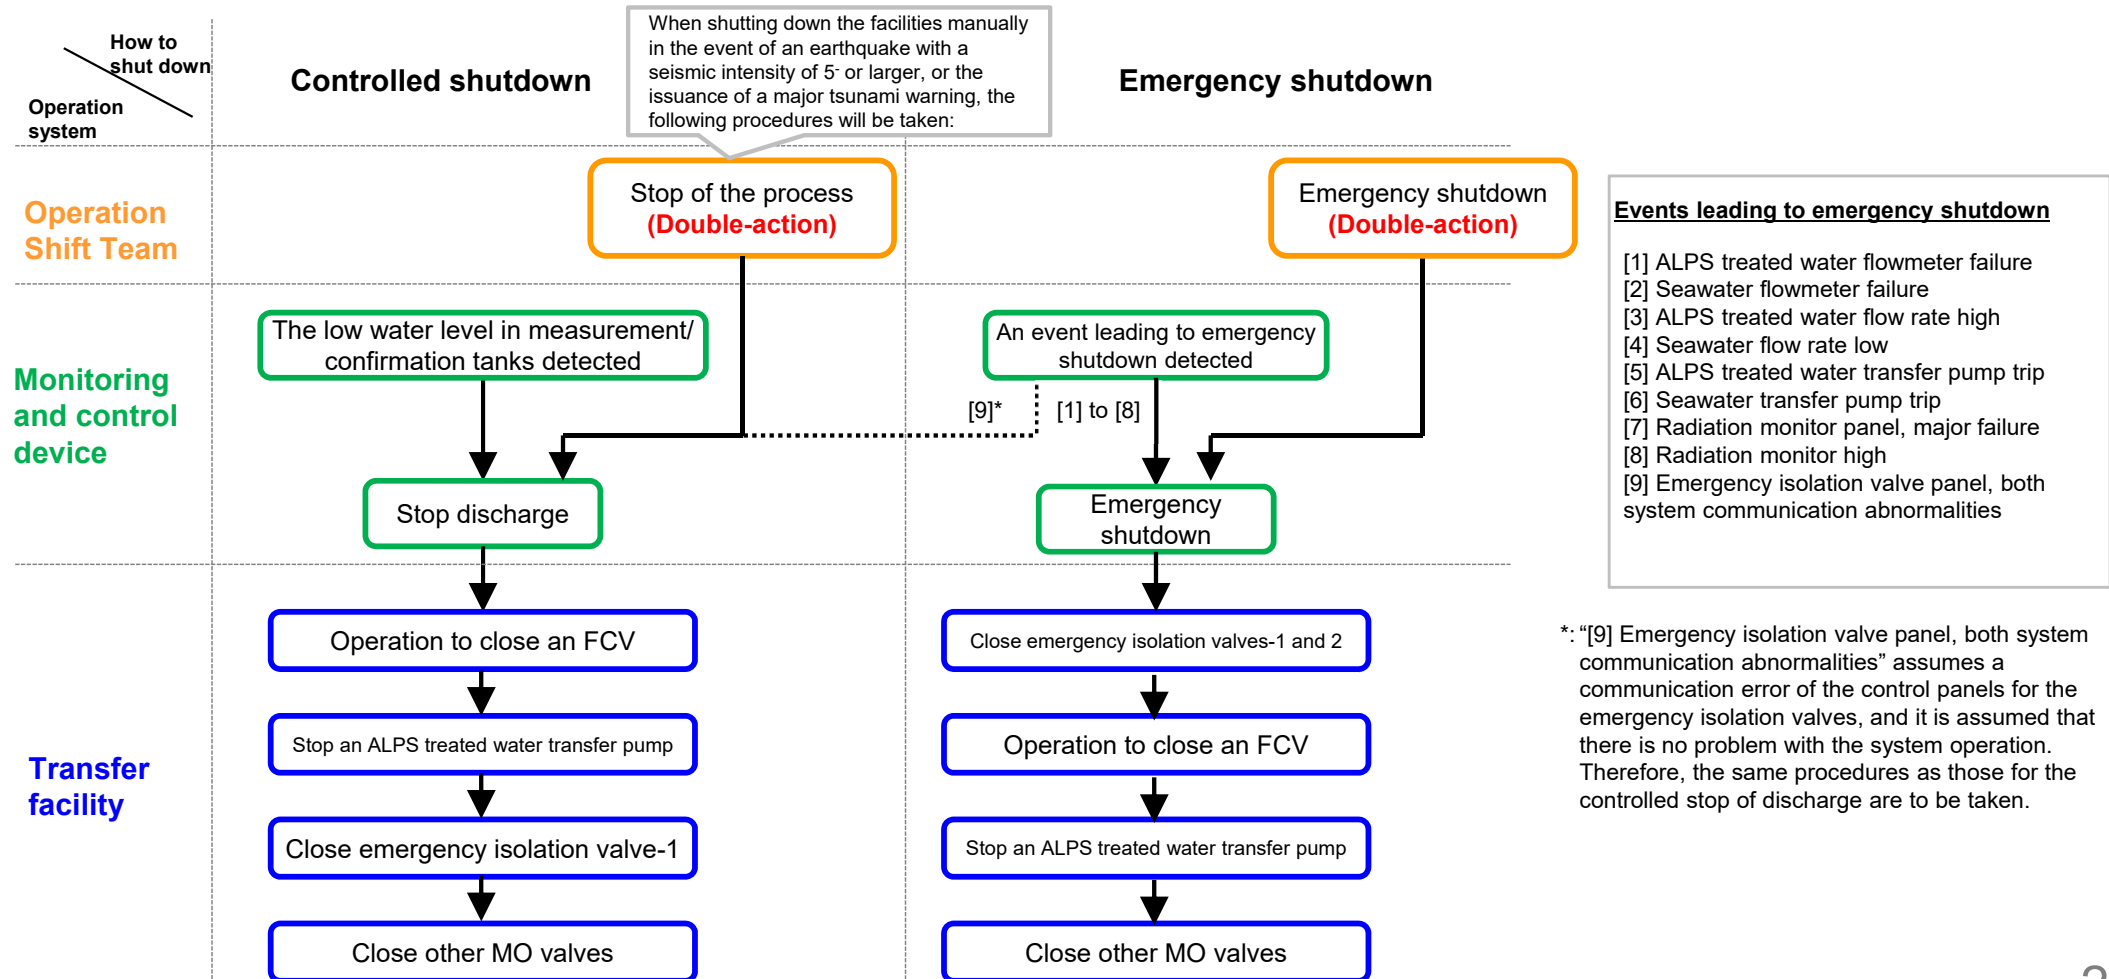 How to
shut down
Operation
system
Controlled shutdown
When shutting down the facilities manually
in the event of an earthquake with a
seismic intensity of 5- or larger, or the
issuance of a major tsunami warning, the
following procedures will be taken:
Emergency shutdown
Operation
Shift Team
Stop of the process
(Double-action)
Emergency shutdown
(Double-action)
Monitoring
and control
device
The low water level in measurement/
confirmation tanks detected
An event leading to emergency
shutdown detected
[9]*
[1] to [8]
Stop discharge
Emergency
shutdown
Transfer
facility
Operation to close an FCV
Stop an ALPS treated water transfer pump
Close emergency isolation valve-1
Close other MO valves
Close emergency isolation valves-1 and 2
Operation to close an FCV
Stop an ALPS treated water transfer pump
Close other MO valves
Events leading to emergency shutdown
[1] ALPS treated water flowmeter failure
[2] Seawater flowmeter failure
[3] ALPS treated water flow rate high
[4] Seawater flow rate low
[5] ALPS treated water transfer pump trip
[6] Seawater transfer pump trip
[7] Radiation monitor panel, major failure
[8] Radiation monitor high
[9] Emergency isolation valve panel, both
system communication abnormalities
*: “[9] Emergency isolation valve panel, both system
communication abnormalities” assumes a
communication error of the control panels for the
emergency isolation valves, and it is assumed that
there is no problem with the system operation.
Therefore, the same procedures as those for the
controlled stop of discharge are to be taken.